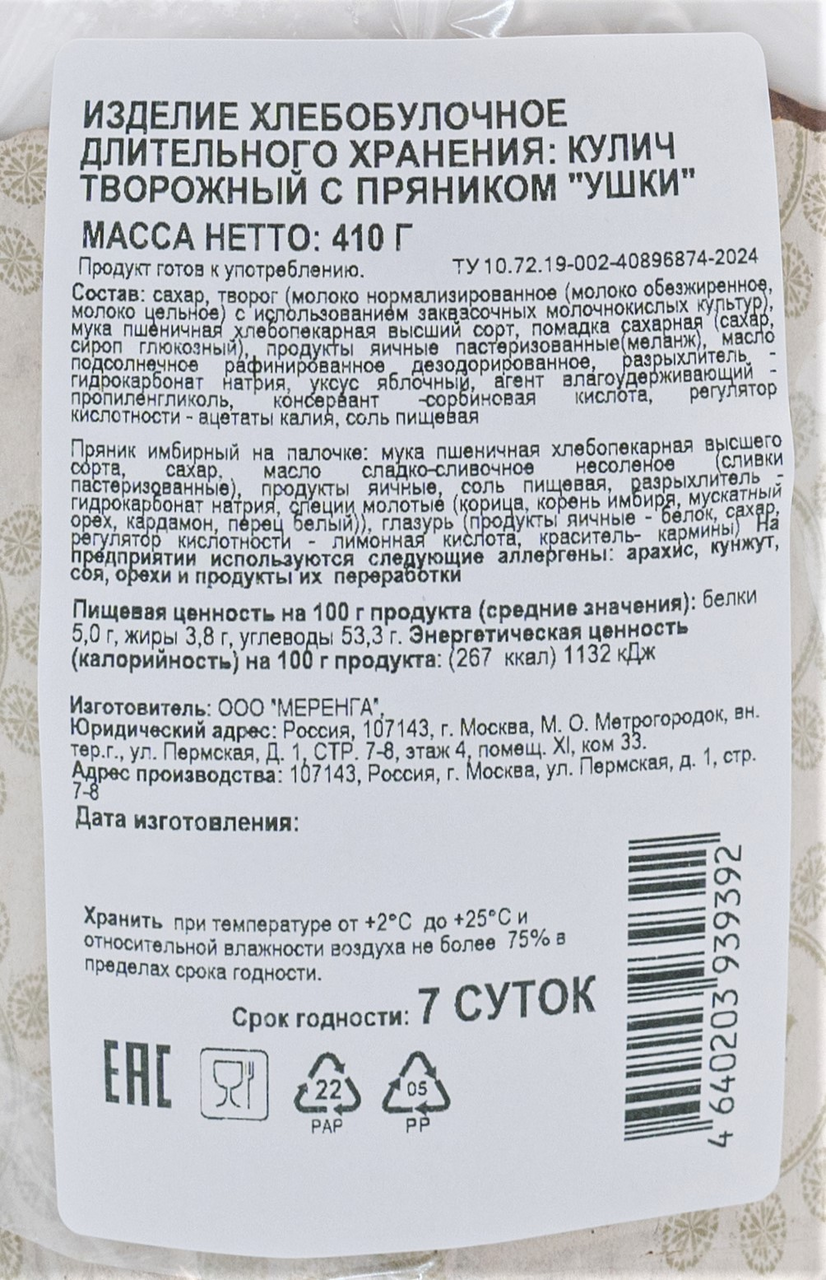 ИЗДЕЛИЕ ХЛЕБОБУЛОЧНОЕ
ДЛИТЕЛЬНОГО ХРАНЕНИЯ: КУЛИЧ
ТВОРОЖНЫЙ С ПРЯНИКОМ "УШКИ"
МАССА НЕТТО: 410 Г
Продукт готов к употреблению. ТУ 10.72.19-002-40896874-2024
Состав: сахар, творог (молоко нормализированное (молоко обезжиренное,
молоко цельное) с использованием заквасочных молочнокислых культур),
мука пшеничная хлебопекарная высший сорт, помадка сахарная (сахар,
сироп глюкозный), продукты яичные пастеризованные(меланж), масло
подсолнечное рафинированное дезодорированное, разрыхлитель -
гидрокарбонат натрия, уксус яблочный, агент влагоудерживающий -
пропиленгликоль, консервант -сорбиновая кислота, регулятор
кислотности - ацетаты калия, соль пищевая
Пряник имбирный на палочке: мука пшеничная хлебопекарная высшего
сорта, сахар, масло сладко-сливочное несоленое (сливки
пастеризованные), продукты яичные, соль пищевая, разрыхлитель -
гидрокарбонат натрия, специи молотые (корица, корень имбиря, мускатный
орех, кардамон, перец белый)), глазурь (продукты яичные - белок, сахар,
регулятор кислотности - лимонная кислота, краситель- кармины) На
предприятии используются следующие аллергены: арахис, кунжут,
соя, орехи и продукты их переработки
Пищевая ценность на 100 г продукта (средние значения): белки
5,0 г, жиры 3,8 г, углеводы 53,3 г. Энергетическая ценность
(калорийность) на 100 г продукта: (267 ккал) 1132 кДж
Изготовитель: ООО "МЕРЕНГА",
Юридический адрес: Россия, 107143, г. Москва, М. О. Метрогородок, вн.
тер.г., ул. Пермская, Д. 1, СТР. 7-8, этаж 4, помещ. XI, ком 33.
Адрес производства: 107143, Россия, г. Москва, ул. Пермская, д. 1, стр.
7-8
Дата изготовления:
Хранить при температуре от +2°С до +25°С и
относительной влажности воздуха не более 75% в
пределах срока годности.
Срок годности: 7 СУТОК
4 640203 939392
EAC
22
PAP
05
PP